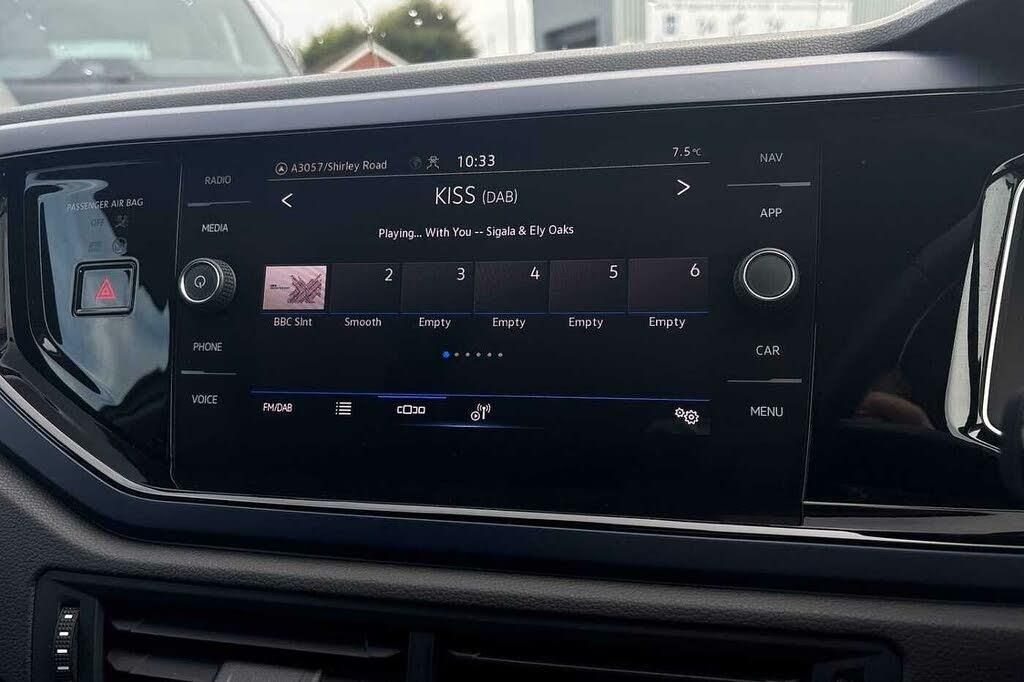 PASSENGER AIR BAG
OFF
RADIO
MEDIA
PHONE
VOICE
A3057/Shirley Road
10:33
7.5°C
< KISS (DAB) >
Playing... With You -- Sigala & Ely Oaks
2 3 4 5 6
BBC Slnt Smooth Empty Empty Empty Empty
FM/DAB
NAV
APP
CAR
MENU